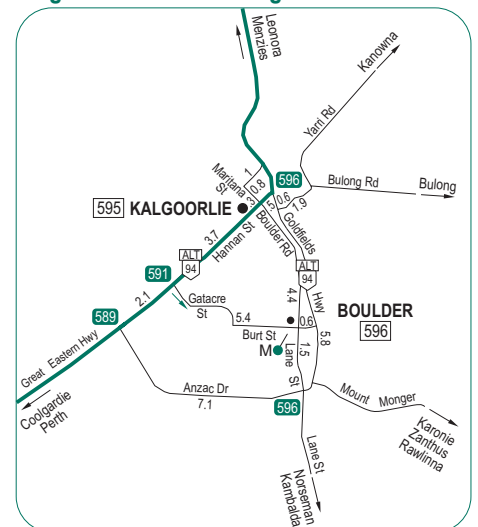 Leonora
Menzies
Kanowna
Yarri Rd
Maritana
St
1
0.8
596
0.6
1.9
Bulong Rd
Bulong
595 KALGOORLIE
3
5
Boulder Rd
Goldfields
Hwy
3.7
Hannan St
ALT
94
ALT
94
591
2.1
589
Gatacre
St
4.4
5.4
0.6
BOULDER
596
5.8
Burt St
M
Lane
St
1.5
Great Eastern Hwy
Coolgardie
Perth
Anzac Dr
7.1
596
Mount Monger
Karonie
Zanthus
Rawlinna
Lane St
Norseman
Kambalda